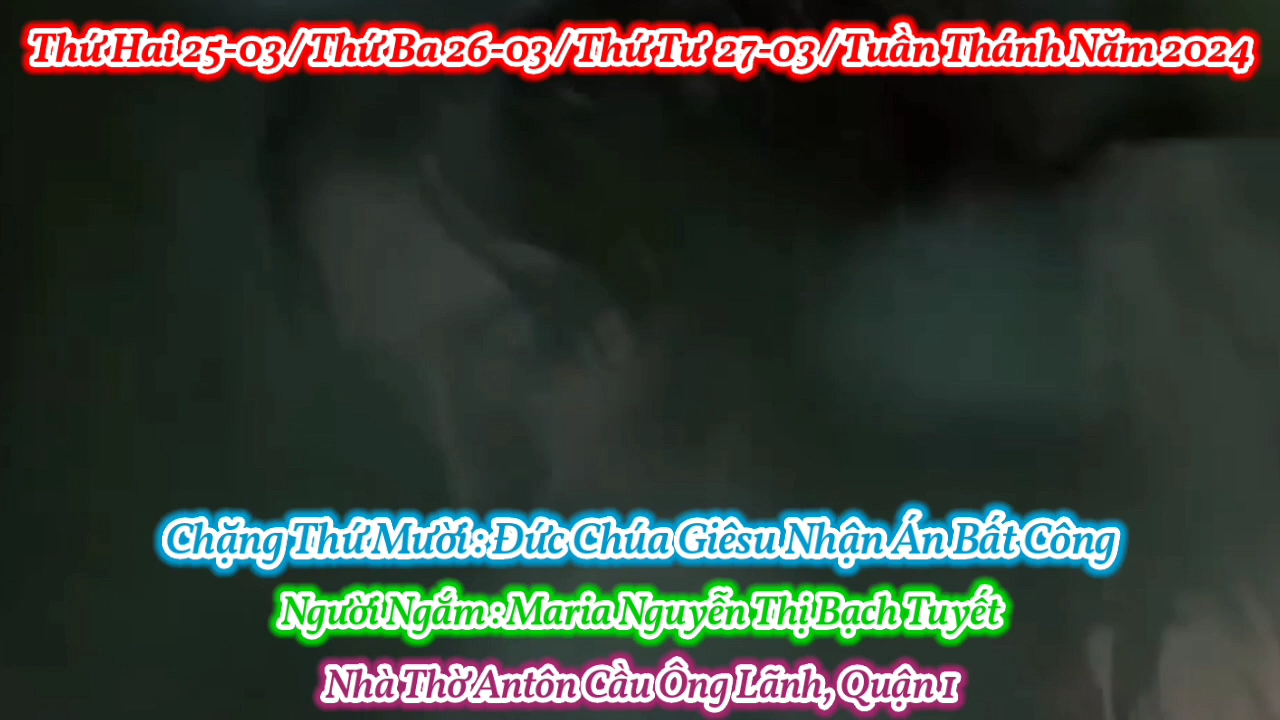 Thứ Hai 25-03 / Thứ Ba 26-03 / Thứ Tư 27-03 / Tuần Thánh Năm 2024
Chặng Thứ Mười : Đức Chúa Giêsu Nhận Án Bất Công
Người Ngắm : Maria Nguyễn Thị Bạch Tuyết
Nhà Thờ Antôn Cầu Ông Lãnh, Quận 1